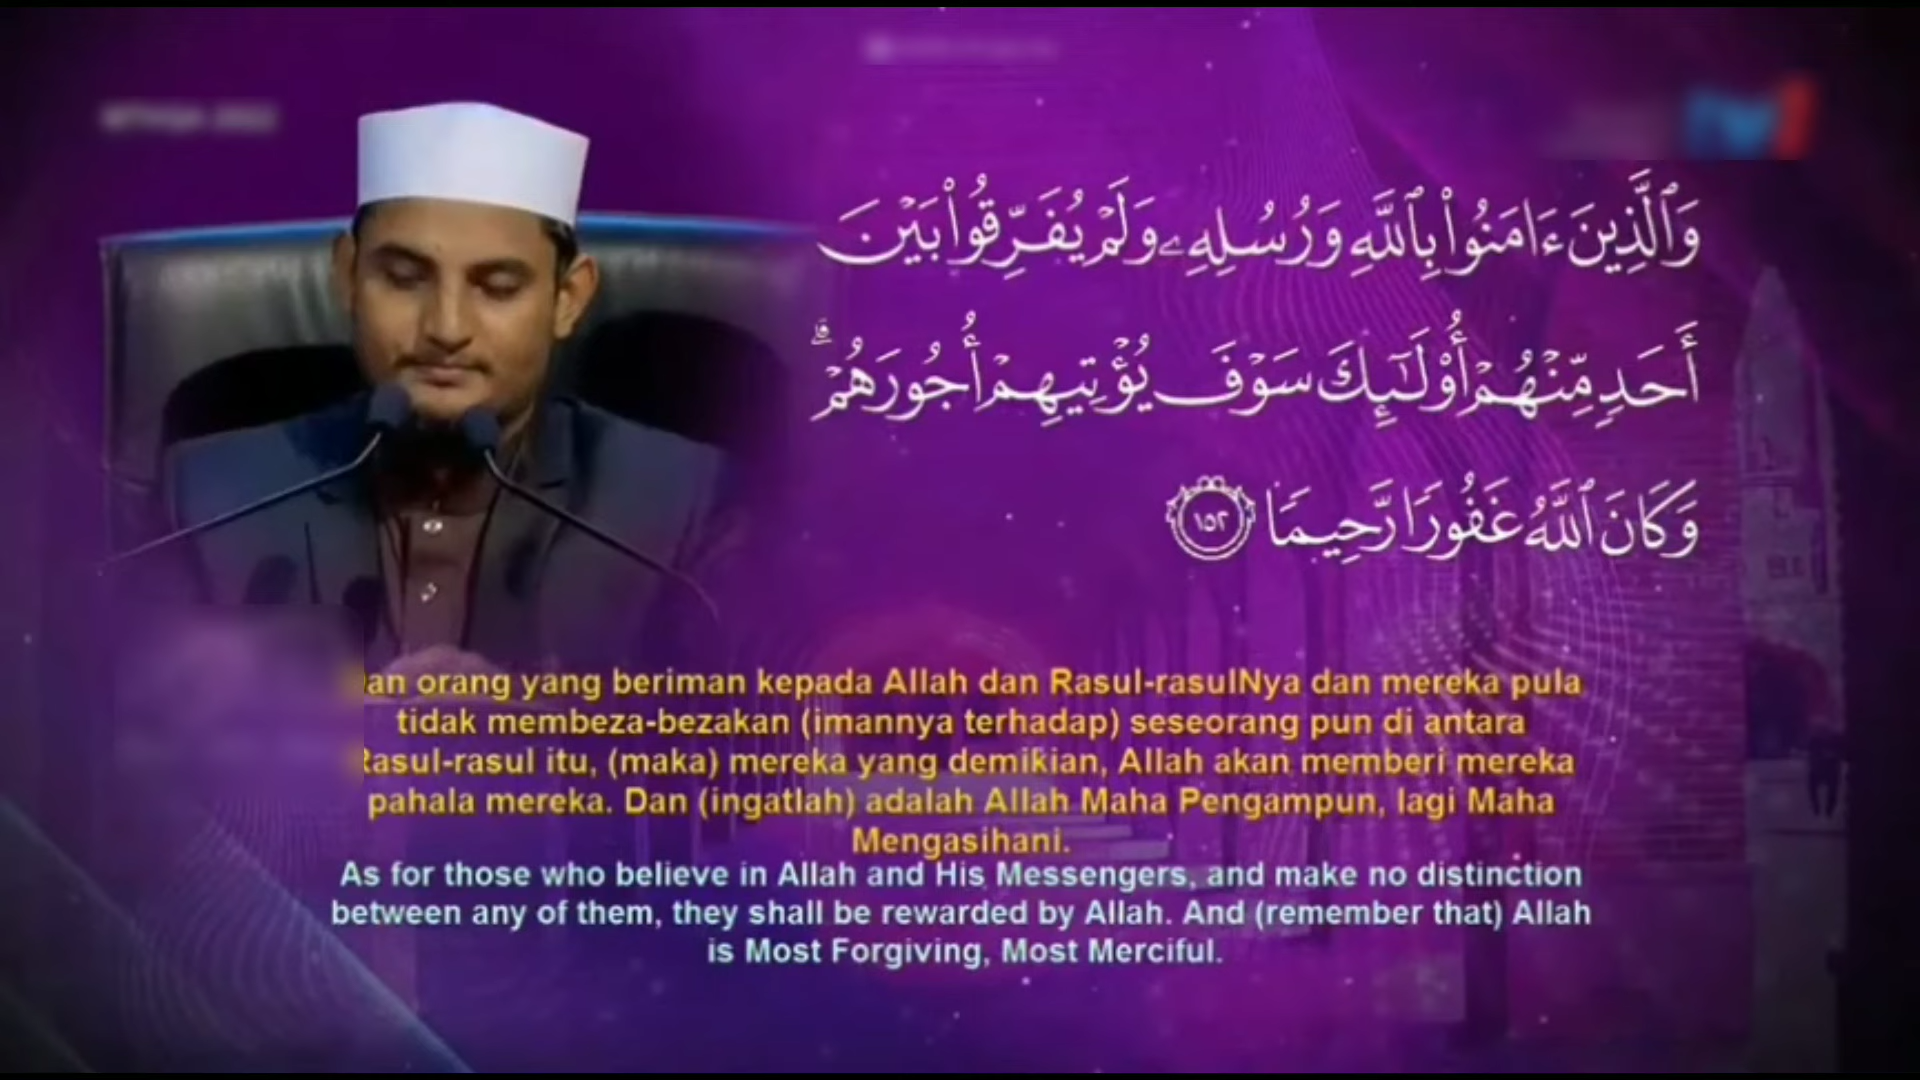 وَٱلَّذِينَ ءَامَنُوا۟ بِٱللَّهِ وَرُسُلِهِۦ وَلَمْ يُفَرِّقُوا۟ بَيْنَ
أَحَدٍ مِّنْهُمْ أُو۟لَـٰٓئِكَ سَوْفَ يُؤْتِيهِمْ أُجُورَهُمْ ۗ
وَكَانَ ٱللَّهُ غَفُورًا رَّحِيمًا ١٥٢
orang yang beriman kepada Allah dan Rasul-rasulNya dan mereka pula
tidak membeza-bezakan (imannya terhadap) seseorang pun di antara
Rasul-rasul itu, (maka) mereka yang demikian, Allah akan memberi mereka
pahala mereka. Dan (ingatlah) adalah Allah Maha Pengampun, lagi Maha
Mengasihani.
As for those who believe in Allah and His Messengers, and make no distinction
between any of them, they shall be rewarded by Allah. And (remember that) Allah
is Most Forgiving, Most Merciful.